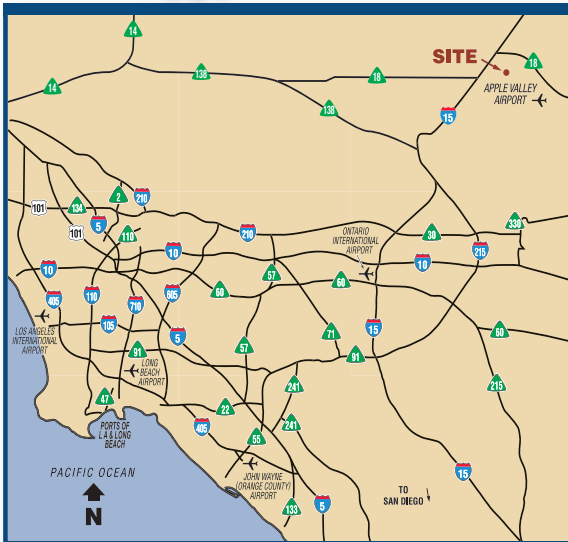 14
138
18
SITE
18
14
138
APPLE VALLEY
AIRPORT
15
2
210
134
101
5
101
110
210
10
ONTARIO
INTERNATIONAL
AIRPORT
30
330
215
10
10
57
60
60
405
110
710
605
105
5
LOS ANGELES
INTERNATIONAL
AIRPORT
15
71
60
91
57
91
LONG
BEACH
AIRPORT
47
22
241
215
PORTS OF
L A & LONG
BEACH
405
55
241
PACIFIC OCEAN
N
JOHN WAYNE
(ORANGE COUNTY)
AIRPORT
133
5
TO
SAN DIEGO
15